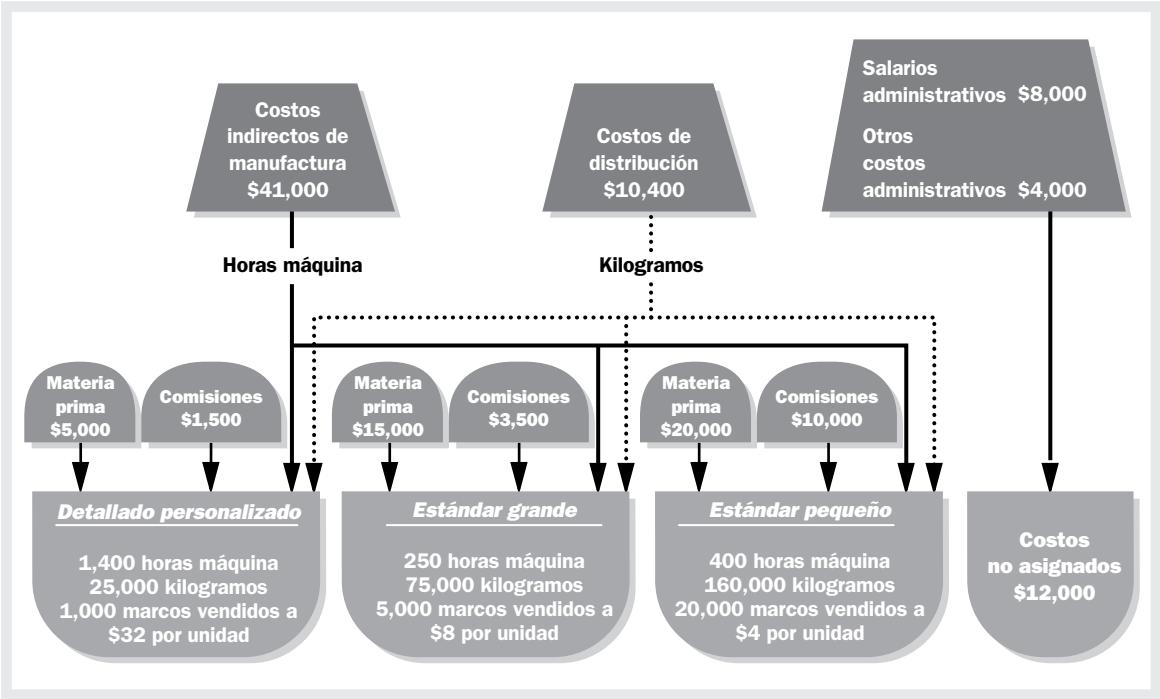 Costos
indirectos de
manufactura
$41,000
Costos de
distribución
$10,400
Salarios
administrativos $8,000
Otros
costos
administrativos $4,000
Horas máquina
Kilogramos
Materia
prima
$5,000
Comisiones
$1,500
Materia
prima
$15,000
Comisiones
$3,500
Materia
prima
$20,000
Comisiones
$10,000
Detallado personalizado
1,400 horas máquina
25,000 kilogramos
1,000 marcos vendidos a
$32 por unidad
Estándar grande
250 horas máquina
75,000 kilogramos
5,000 marcos vendidos a
$8 por unidad
Estándar pequeño
400 horas máquina
160,000 kilogramos
20,000 marcos vendidos a
$4 por unidad
Costos
no asignados
$12,000